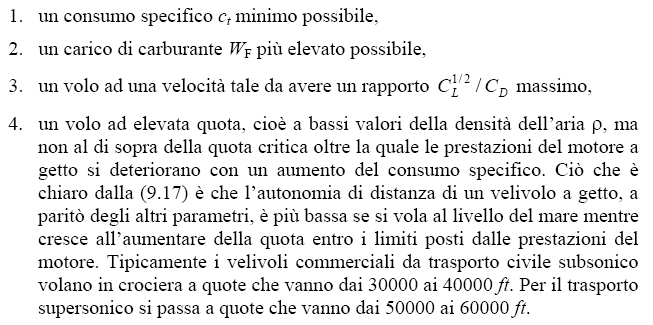 1. un consumo specifico c_t minimo possibile,
2. un carico di carburante W_F più elevato possibile,
3. un volo ad una velocità tale da avere un rapporto C_L^{1/2} / C_D massimo,
4. un volo ad elevata quota, cioè a bassi valori della densità dell’aria ρ, ma
non al di sopra della quota critica oltre la quale le prestazioni del motore a
getto si deteriorano con un aumento del consumo specifico. Ciò che è
chiaro dalla (9.17) è che l’autonomia di distanza di un velivolo a getto, a
paritò degli altri parametri, è più bassa se si vola al livello del mare mentre
cresce all’aumentare della quota entro i limiti posti dalle prestazioni del
motore. Tipicamente i velivoli commerciali da trasporto civile subsonico
volano in crociera a quote che vanno dai 30000 ai 40000 ft. Per il trasporto
supersonico si passa a quote che vanno dai 50000 ai 60000 ft.